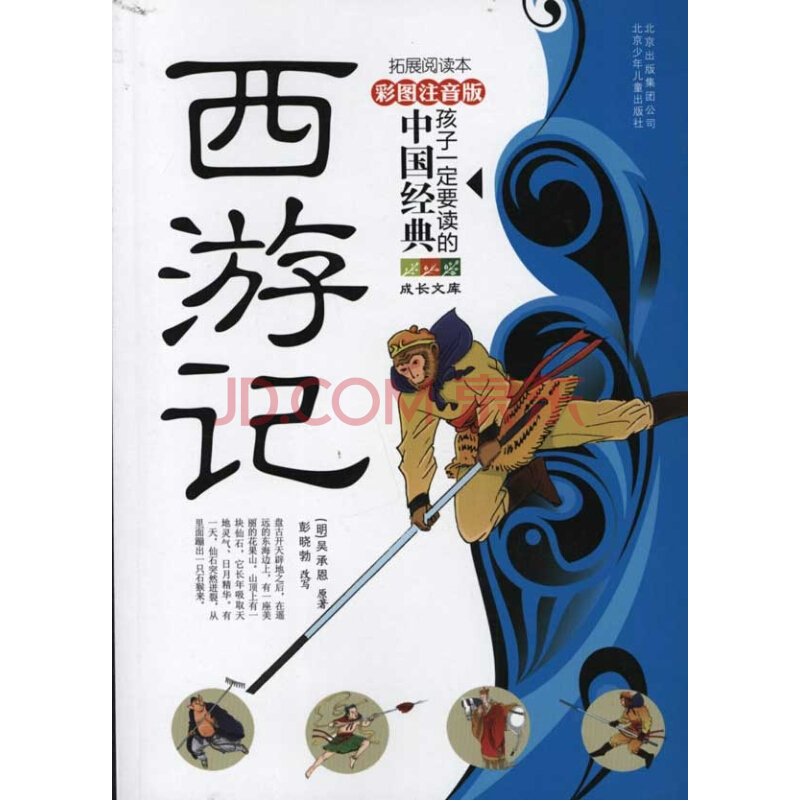 西游记
拓展阅读本
彩图注音版
孩子一定要读的
中国经典
成长文库
北京出版集团公司
北京少年儿童出版社
JD.COM 京东
[明] 吴承恩 原著
彭晓勃 改写
盘古开天辟地之后，在遥
远的东海边上，有一座美
丽的花果山，山顶上有一
块仙石，它长年吸取天
地灵气、日月精华，有
一天，仙石突然迸裂，从
里面蹦出一只石猴来。